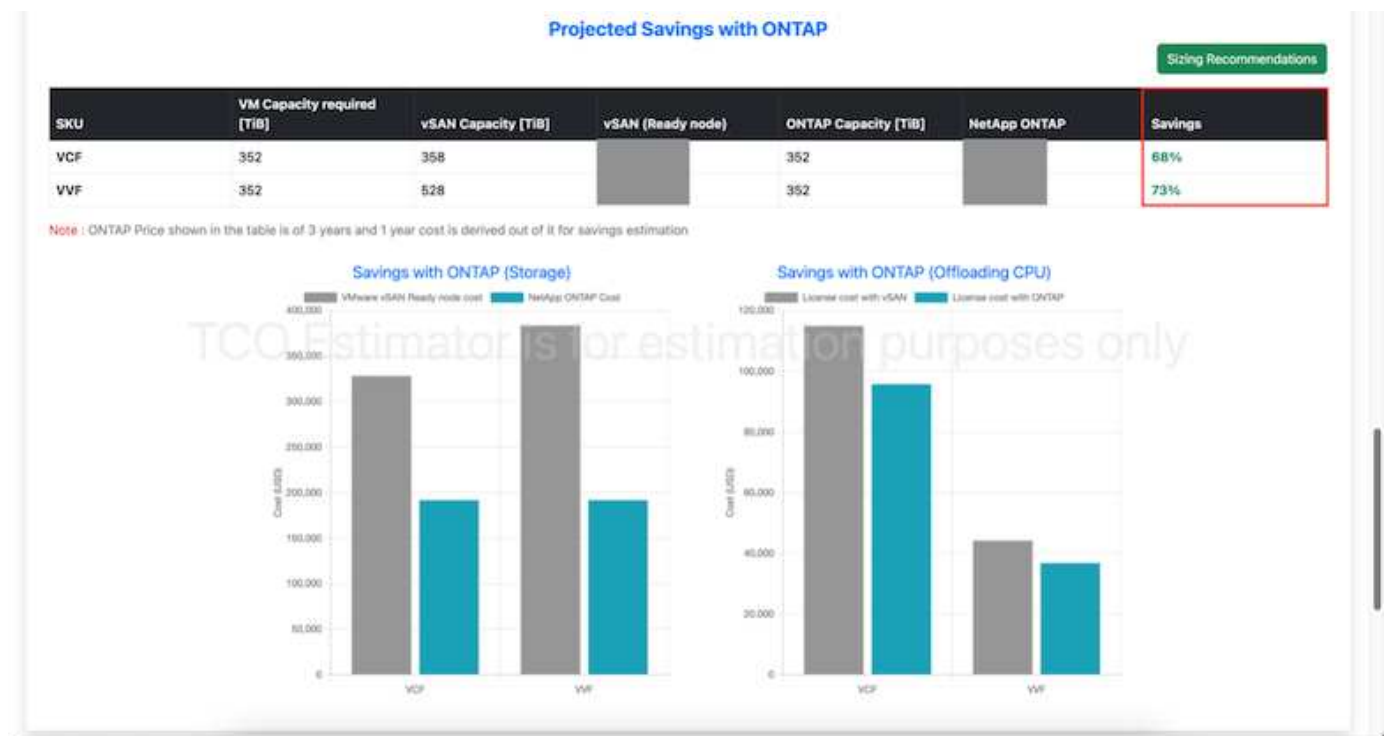 Projected Savings with ONTAP
Sizing Recommendations
SKU VM Capacity required [TiB] vSAN Capacity [TiB] vSAN (Ready node) ONTAP Capacity [TiB] NetApp ONTAP Savings
VCF 352 358 352 68%
VVF 352 528 352 73%
Note : ONTAP Price shown in the table is of 3 years and 1 year cost is derived out of it for savings estimation
TCO Estimator is for estimation purposes only
Savings with ONTAP (Storage)
VMware vSAN Ready node cost NetApp ONTAP Cost
400,000
350,000
300,000
250,000
200,000
150,000
100,000
50,000
0
Cost (USD)
VCF VVF
Savings with ONTAP (Offloading CPU)
License cost with vSAN License cost with ONTAP
120,000
100,000
80,000
60,000
40,000
20,000
0
Cost (USD)
VCF VVF